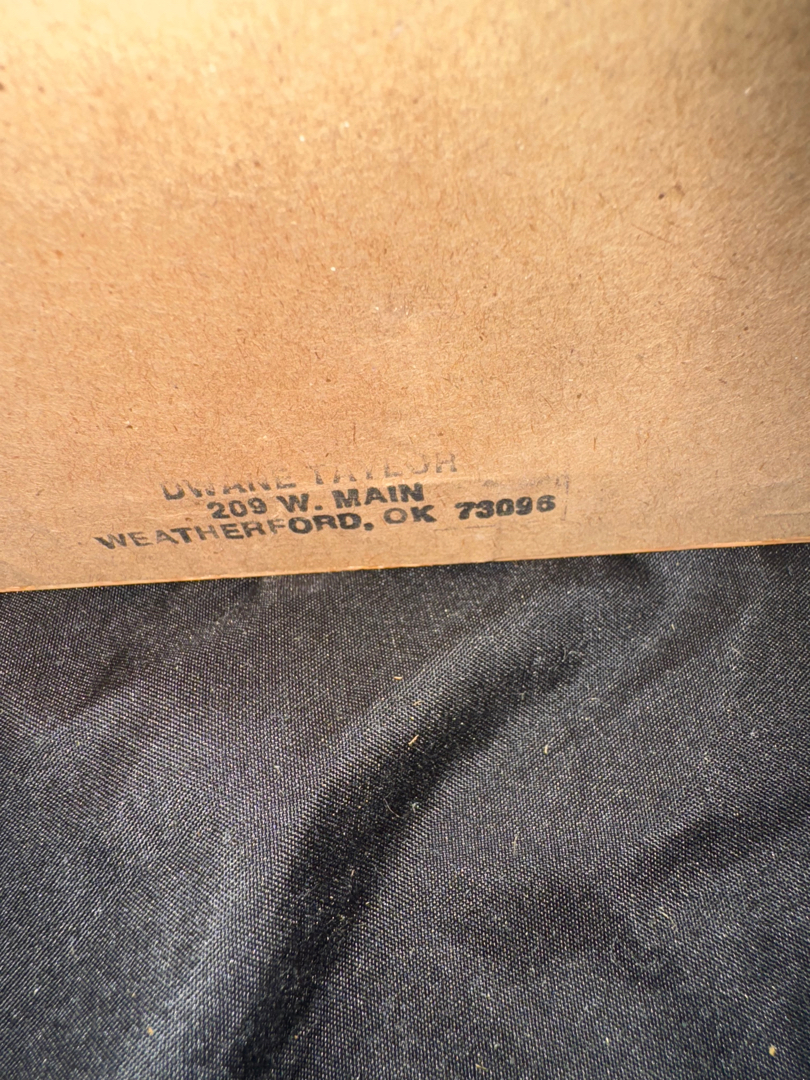 DWANE TAYLOR
209 W. MAIN
WEATHERFORD, OK 73096